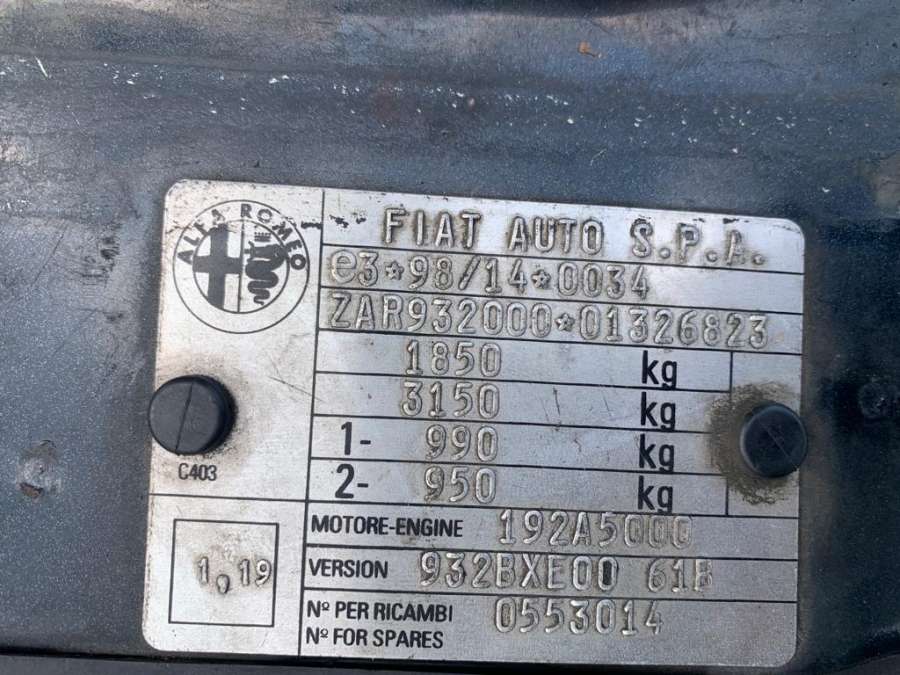 ALFA ROMEO
FIAT AUTO S.P.A.
e3*98/14*0034
ZAR932000*01326823
1850 kg
3150 kg
1- 990 kg
2- 950 kg
C403
MOTORE-ENGINE 192A5000
1,19
VERSION 932BXE00 61B
Nº PER RICAMBI 0553014
Nº FOR SPARES